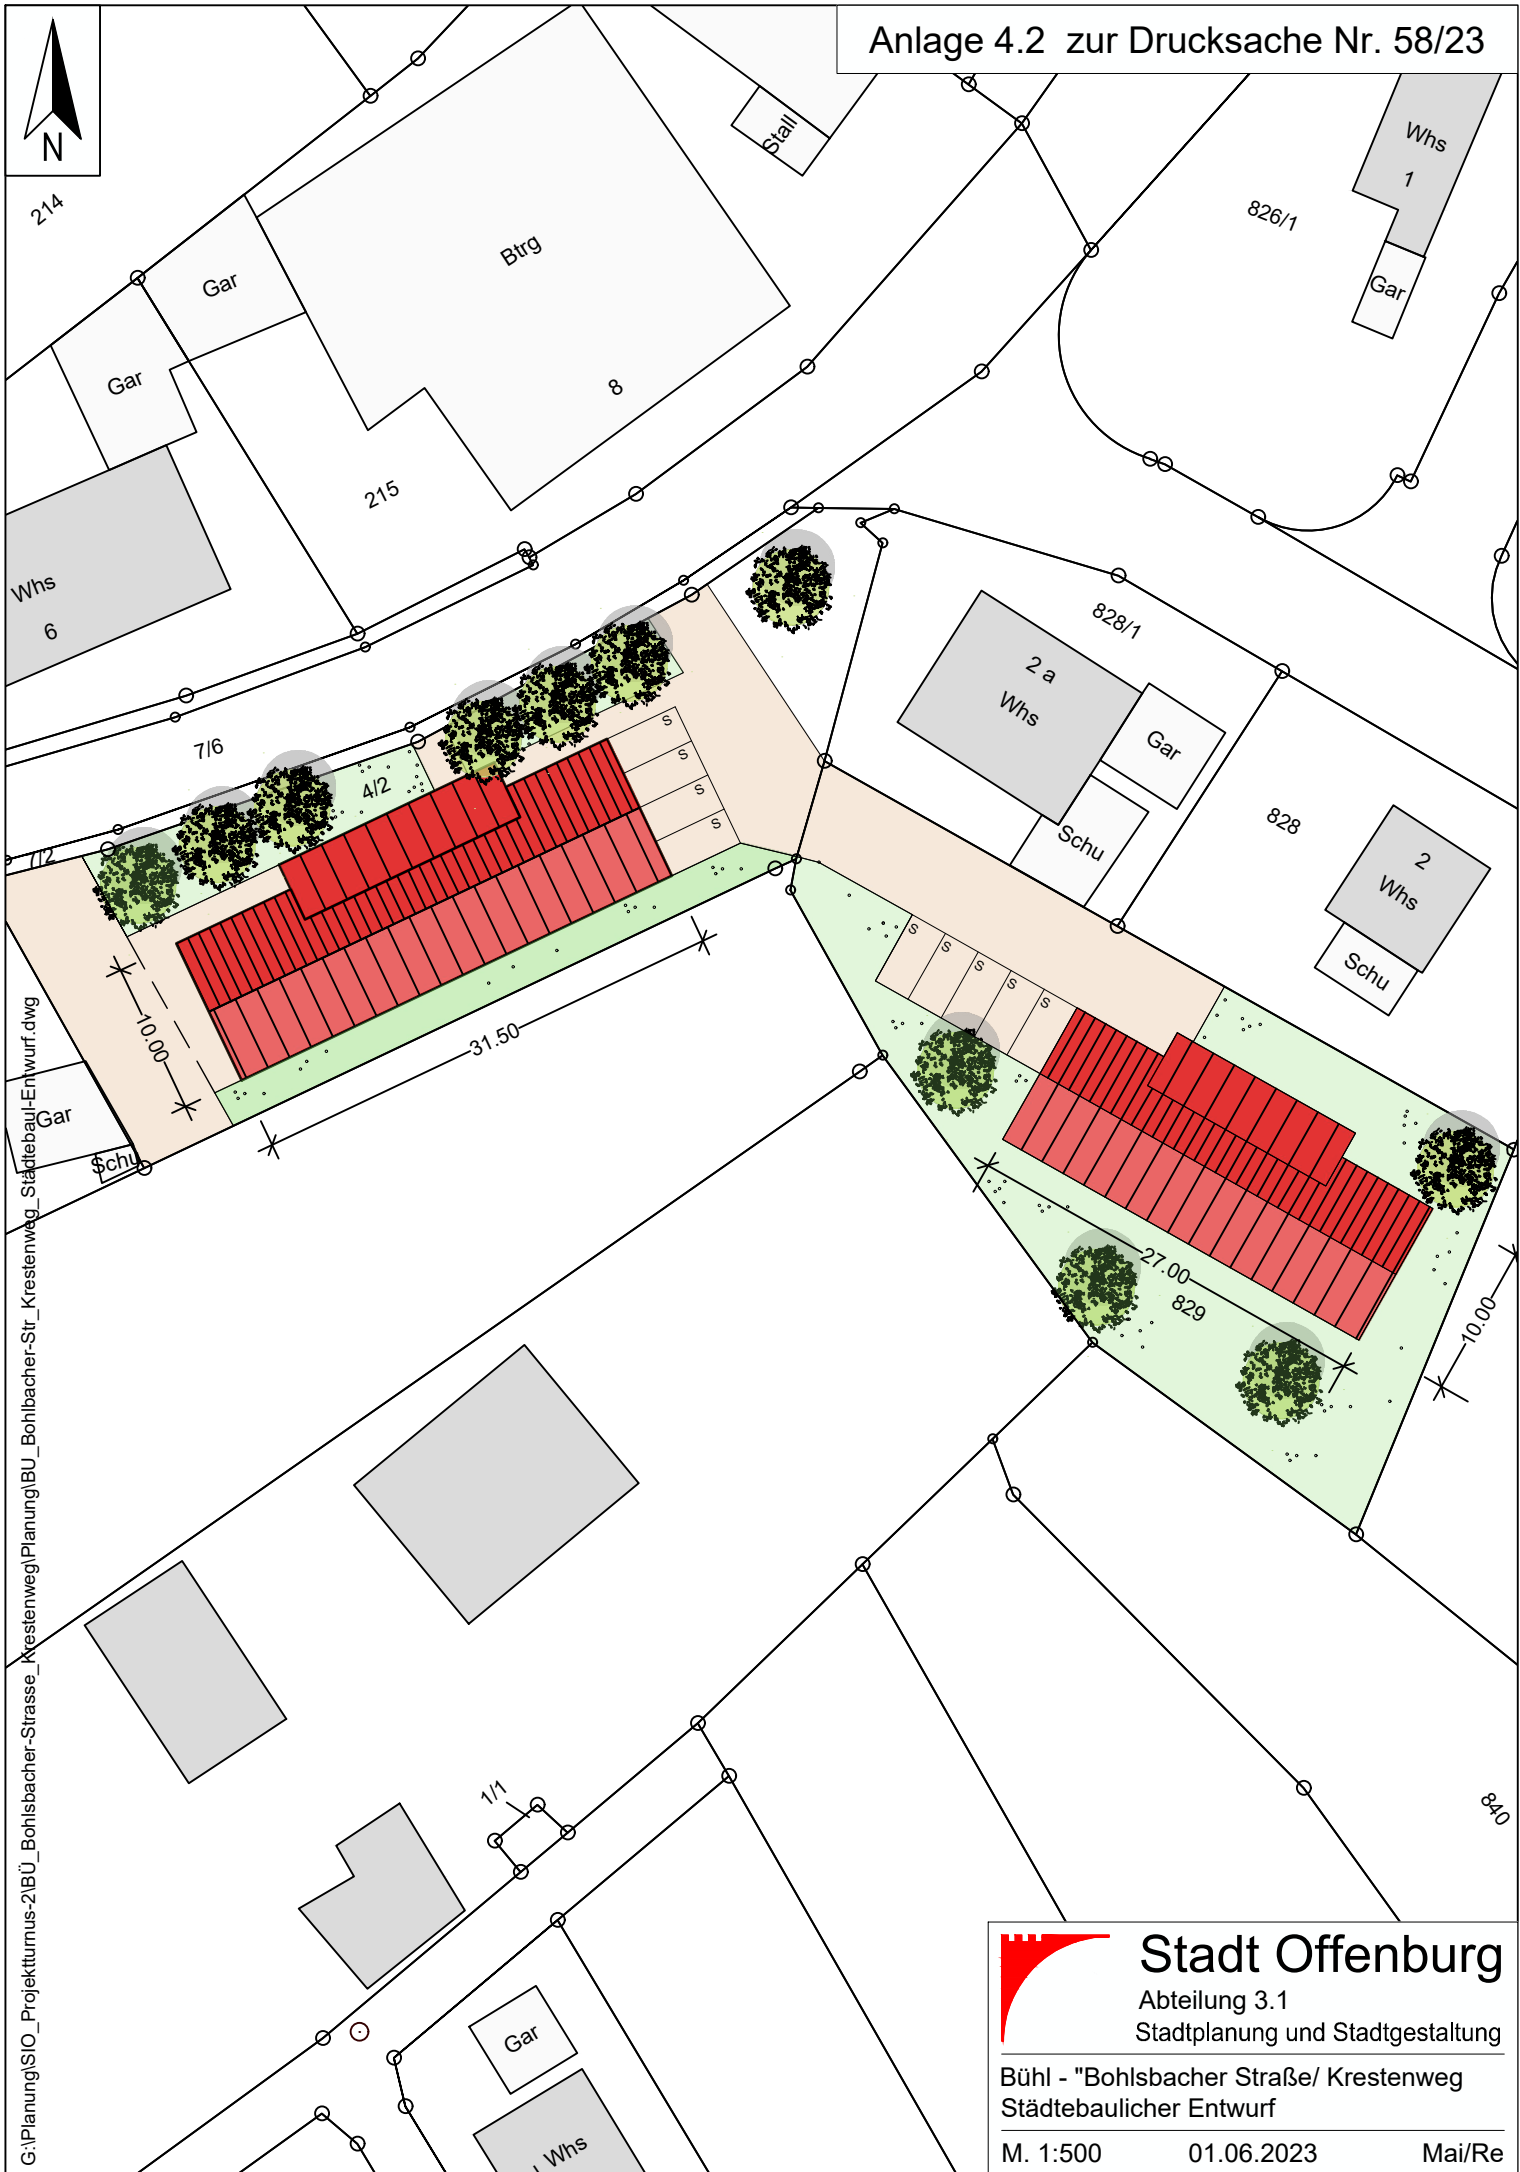 Anlage 4.2 zur Drucksache Nr. 58/23
N
214
Stall
Whs
1
826/1
Btrg
Gar
Gar
Gar
8
215
Whs
6
828/1
2 a
Whs
Gar
7/6
4/2
S
S
S
S
7/2
Schu
828
2
Whs
Schu
S
S
S
S
S
10.00
31.50
Gar
Schu
27.00
829
10.00
1/1
840
Gar
Whs
G:\Planung\SIO_Projektturnus-2\BÜ_Bohlsbacher-Strasse_Krestenweg\Planung\BU_Bohlbacher-Str_Krestenweg_Städtebaul-Entwurf.dwg
Stadt Offenburg
Abteilung 3.1
Stadtplanung und Stadtgestaltung
Bühl - "Bohlsbacher Straße/ Krestenweg
Städtebaulicher Entwurf
M. 1:500 01.06.2023 Mai/Re